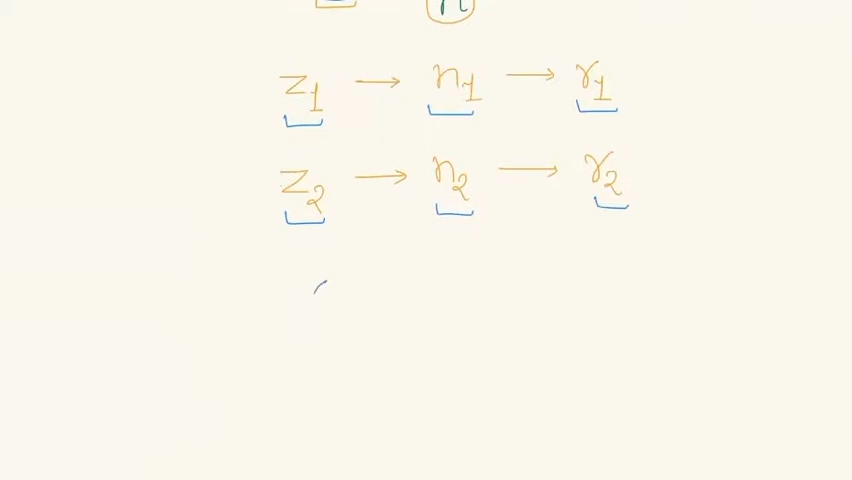 z₁ → n₁ → r₁
z₂ → n₂ → r₂